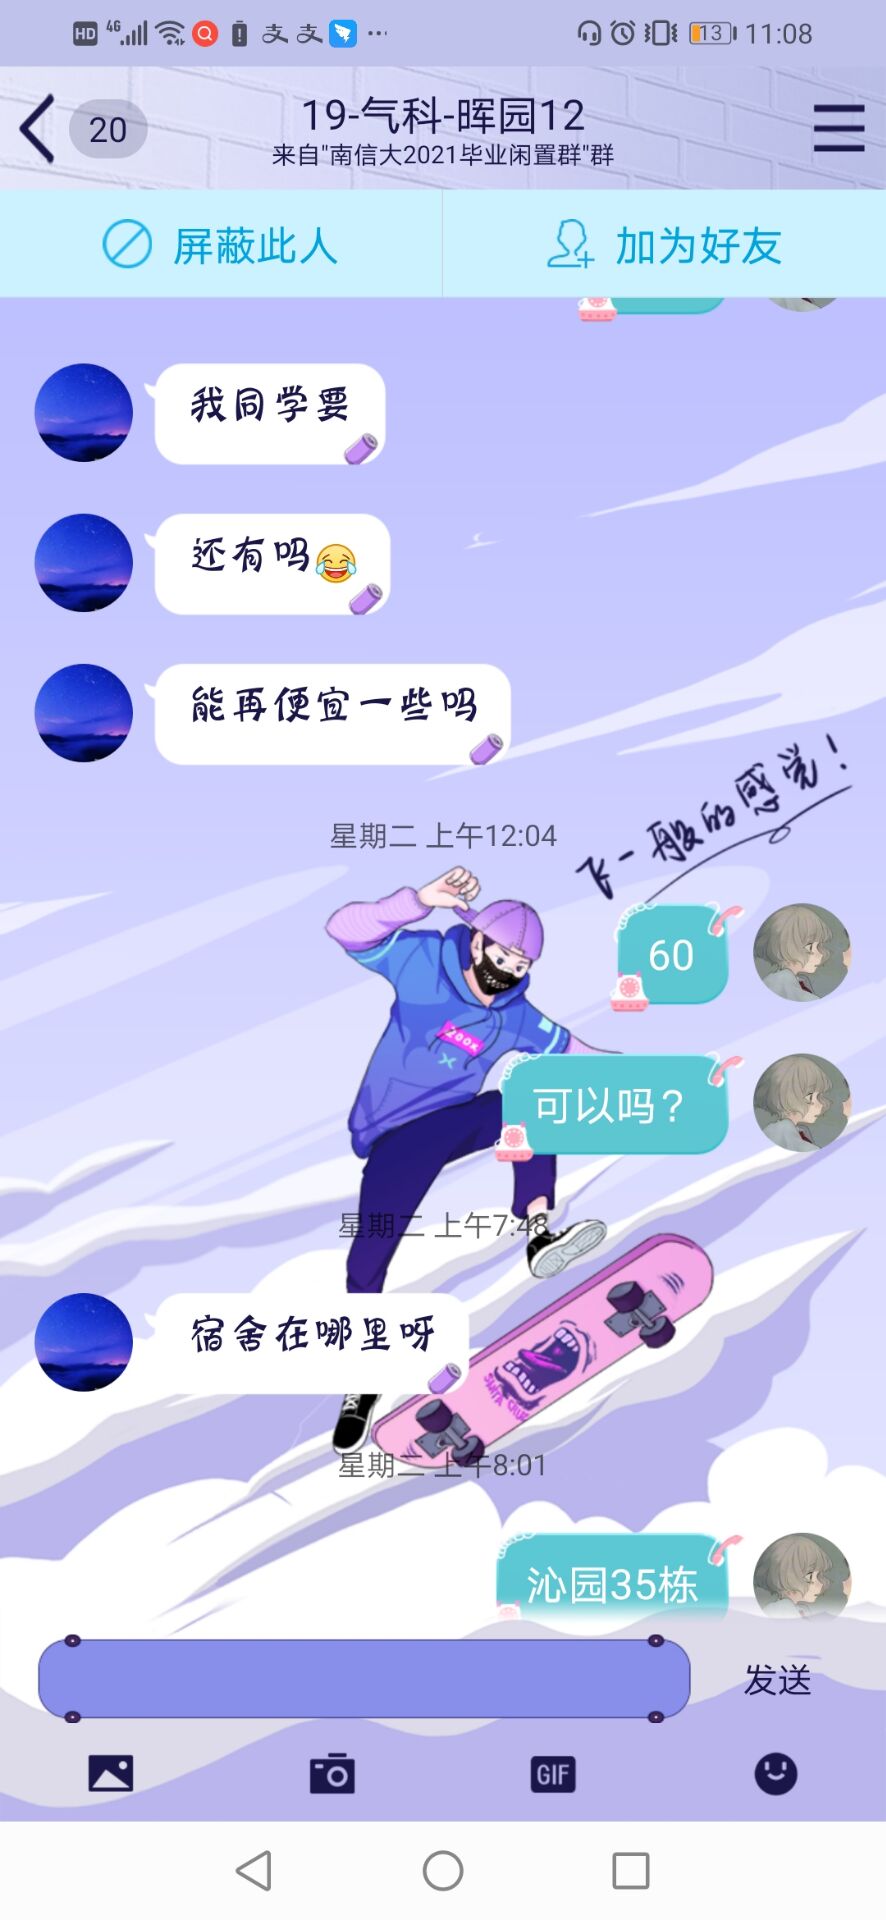 HD 4G 支 支 13 11:08
20
19-气科-晖园12
来自"南信大2021毕业闲置群"群
屏蔽此人
加为好友
我同学要
还有吗😂
能再便宜一些吗
飞一般的感觉!
星期二 上午12:04
60
200x
可以吗?
星期二 上午7:48
宿舍在哪里呀
星期二 上午8:01
沁园35栋
发送
GIF